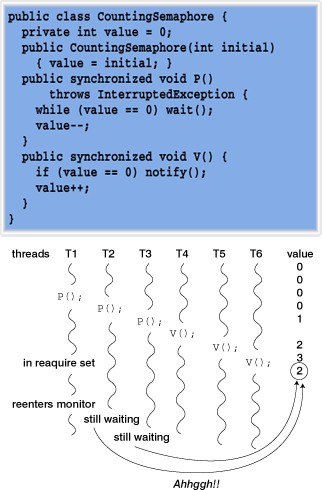 public class CountingSemaphore {
private int value = 0;
public CountingSemaphore(int initial)
{ value = initial; }
public synchronized void P()
throws InterruptedException {
while (value == 0) wait();
value--;
}
public synchronized void V() {
if (value == 0) notify();
value++;
}
}
threads T1 T2 T3 T4 T5 T6 value
0
0
P(); 0
P(); 0
P(); 1
V();
V(); 2
V(); 3
in reaquire set 2
reenters monitor
still waiting
still waiting
Ahhggh!!